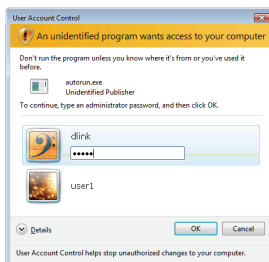 User Account Control
An unidentified program wants access to your computer
Don't run the program unless you know where it's from or you've used it
before.
autorun.exe
Unidentified Publisher
To continue, type an administrator password, and then click OK.
dlink
•••••
user1
Details
OK
Cancel
User Account Control helps stop unauthorized changes to your computer.